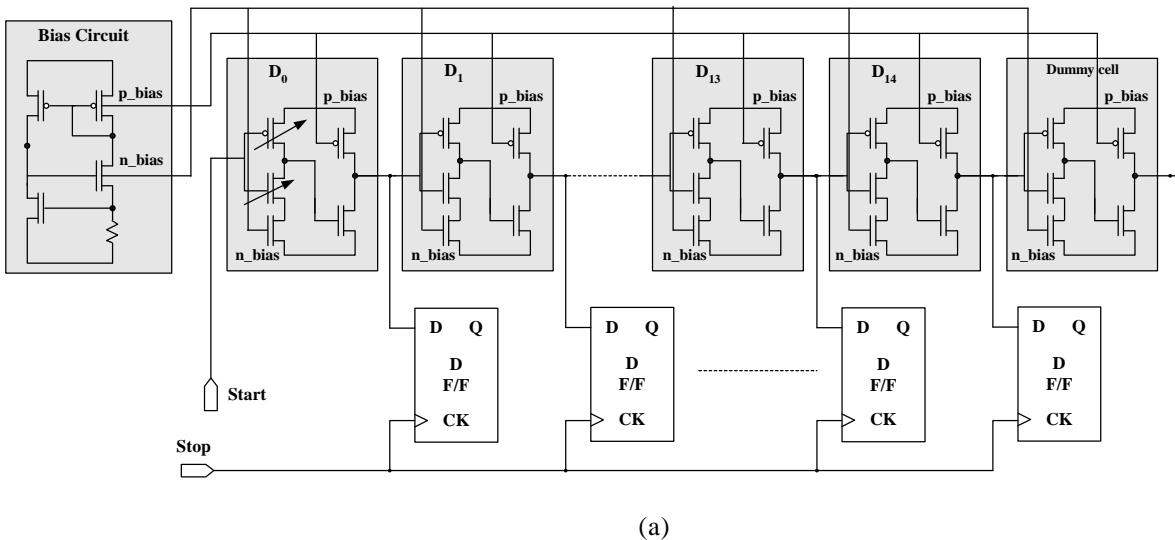 Bias Circuit
p_bias
n_bias
D0
p_bias
n_bias
D1
p_bias
n_bias
D13
p_bias
n_bias
D14
p_bias
n_bias
Dummy cell
p_bias
n_bias
D Q
D
F/F
CK
D Q
D
F/F
CK
D Q
D
F/F
CK
D Q
D
F/F
CK
Start
Stop
(a)